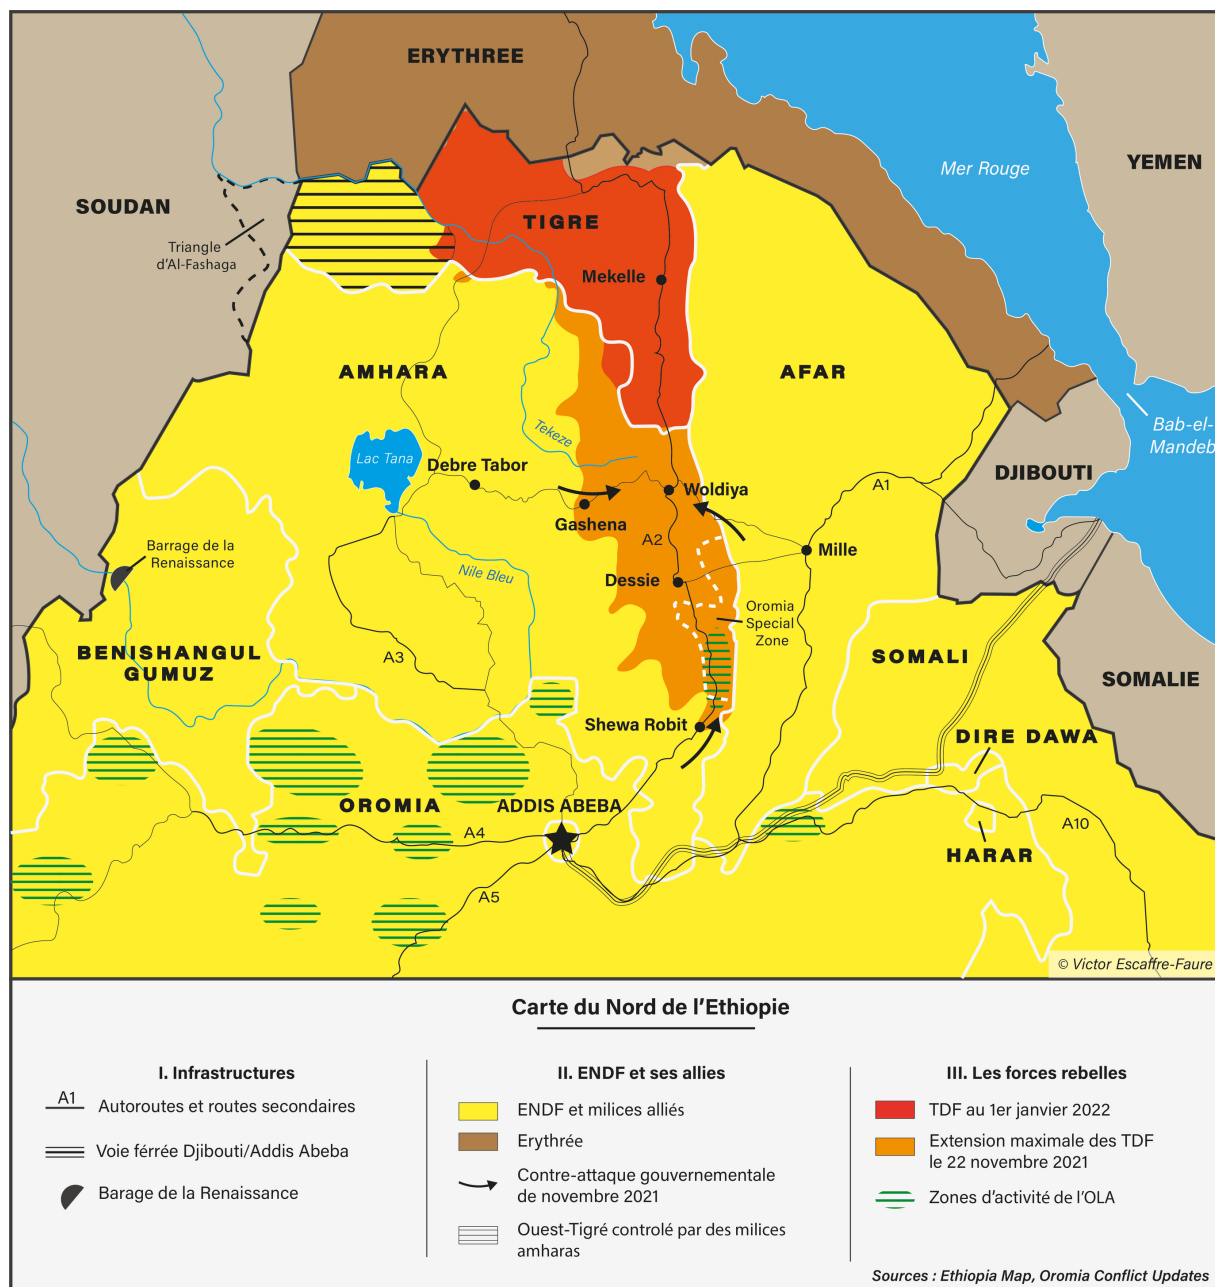 ERYTHREE
Mer Rouge
YEMEN
SOUDAN
Triangle
d'Al-Fashaga
TIGRE
Mekelle
AMHARA
AFAR
Bab-el-
Mandeb
Tekeze
Lac Tana
Debre Tabor
DJIBOUTI
A1
Woldiya
Gashena
A2
Mille
Barrage de la
Renaissance
Nile Bleu
Dessie
Oromia
Special
Zone
BENISHANGUL
GUMUZ
A3
SOMALI
SOMALIE
Shewa Robit
DIRE DAWA
OROMIA
ADDIS ABEBA
A4
A10
HARAR
A5
© Victor Escaffre-Faure
Carte du Nord de l'Ethiopie
I. Infrastructures
A1
Autoroutes et routes secondaires
Voie férrée Djibouti/Addis Abeba
Barage de la Renaissance
II. ENDF et ses allies
ENDF et milices alliés
Erythrée
Contre-attaque gouvernementale
de novembre 2021
Ouest-Tigré controlé par des milices
amharas
III. Les forces rebelles
TDF au 1er janvier 2022
Extension maximale des TDF
le 22 novembre 2021
Zones d'activité de l'OLA
Sources : Ethiopia Map, Oromia Conflict Updates